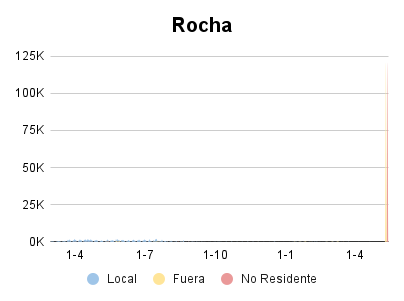 Rocha
125K
100K
75K
50K
25K
0K
1-4 1-7 1-10 1-1 1-4
Local Fuera No Residente